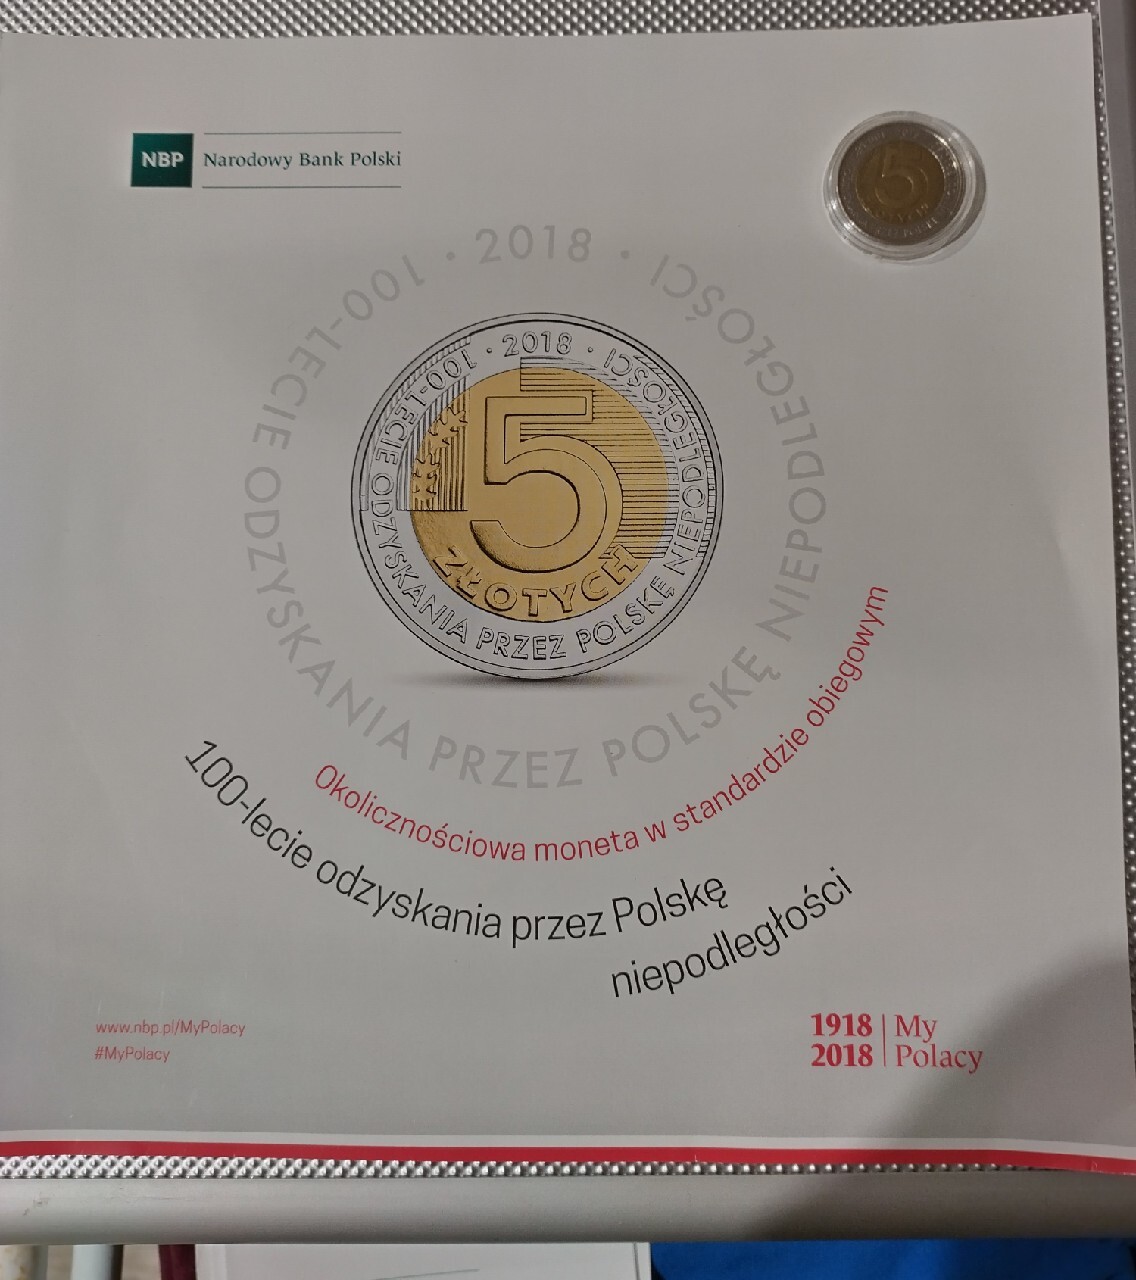 NBP Narodowy Bank Polski
5
ZŁOTYCH
· 2018 · 100-LECIE ODZYSKANIA PRZEZ POLSKĘ NIEPODLEGŁOŚCI
5
ZŁOTYCH
· 2018 · 100-LECIE ODZYSKANIA PRZEZ POLSKĘ NIEPODLEGŁOŚCI
Okolicznościowa moneta w standardzie obiegowym
100-lecie odzyskania przez Polskę
niepodległości
www.nbp.pl/MyPolacy
#MyPolacy
1918 | My
2018 | Polacy